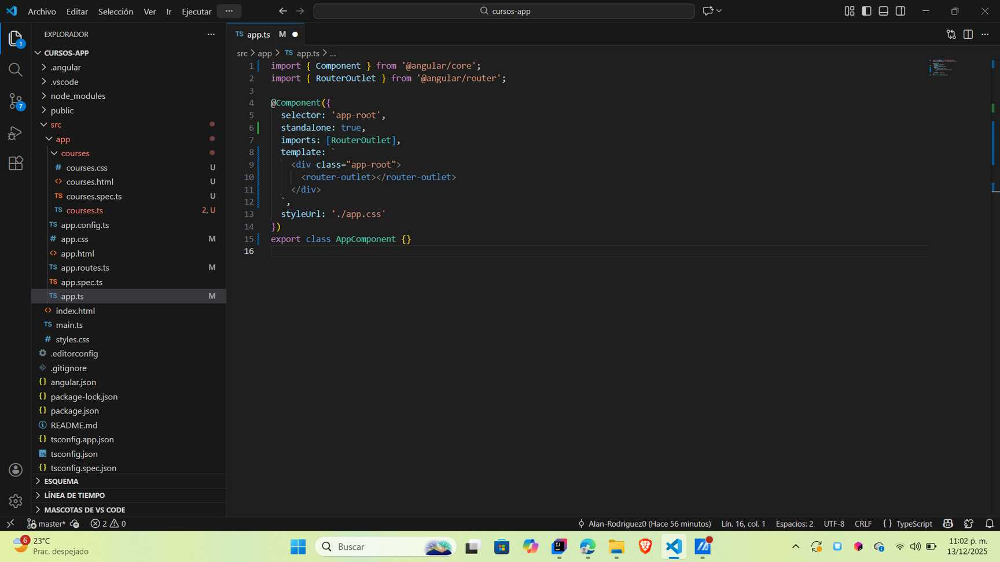 Archivo Editar Selección Ver Ir Ejecutar ···
cursos-app
EXPLORADOR ···
app.ts M
src > app > TS app.ts > ...
CURSOS-APP
.angular
.vscode
node_modules
public
src
app
courses
# courses.css U
<> courses.html U
TS courses.spec.ts U
TS courses.ts 2, U
TS app.config.ts
# app.css M
<> app.html
TS app.routes.ts M
TS app.spec.ts
TS app.ts M
<> index.html
TS main.ts
# styles.css
.editorconfig
.gitignore
{} angular.json
{} package-lock.json
{} package.json
README.md
{} tsconfig.app.json
tsconfig.json
{} tsconfig.spec.json
ESQUEMA
LÍNEA DE TIEMPO
MASCOTAS DE VS CODE
1
7
1 import { Component } from '@angular/core';
2 import { RouterOutlet } from '@angular/router';
3
4 @Component({
5 selector: 'app-root',
6 standalone: true,
7 imports: [RouterOutlet],
8 template: `
9 <div class="app-root">
10 <router-outlet></router-outlet>
11 </div>
12 `,
13 styleUrl: './app.css'
14 })
15 export class AppComponent {}
16
master* 2 0 Alan-Rodriguez0 (Hace 56 minutos) Lín. 16, col. 1 Espacios: 2 UTF-8 CRLF {} TypeScript
6 23°C
Prac. despejado
Buscar
11:02 p. m.
13/12/2025